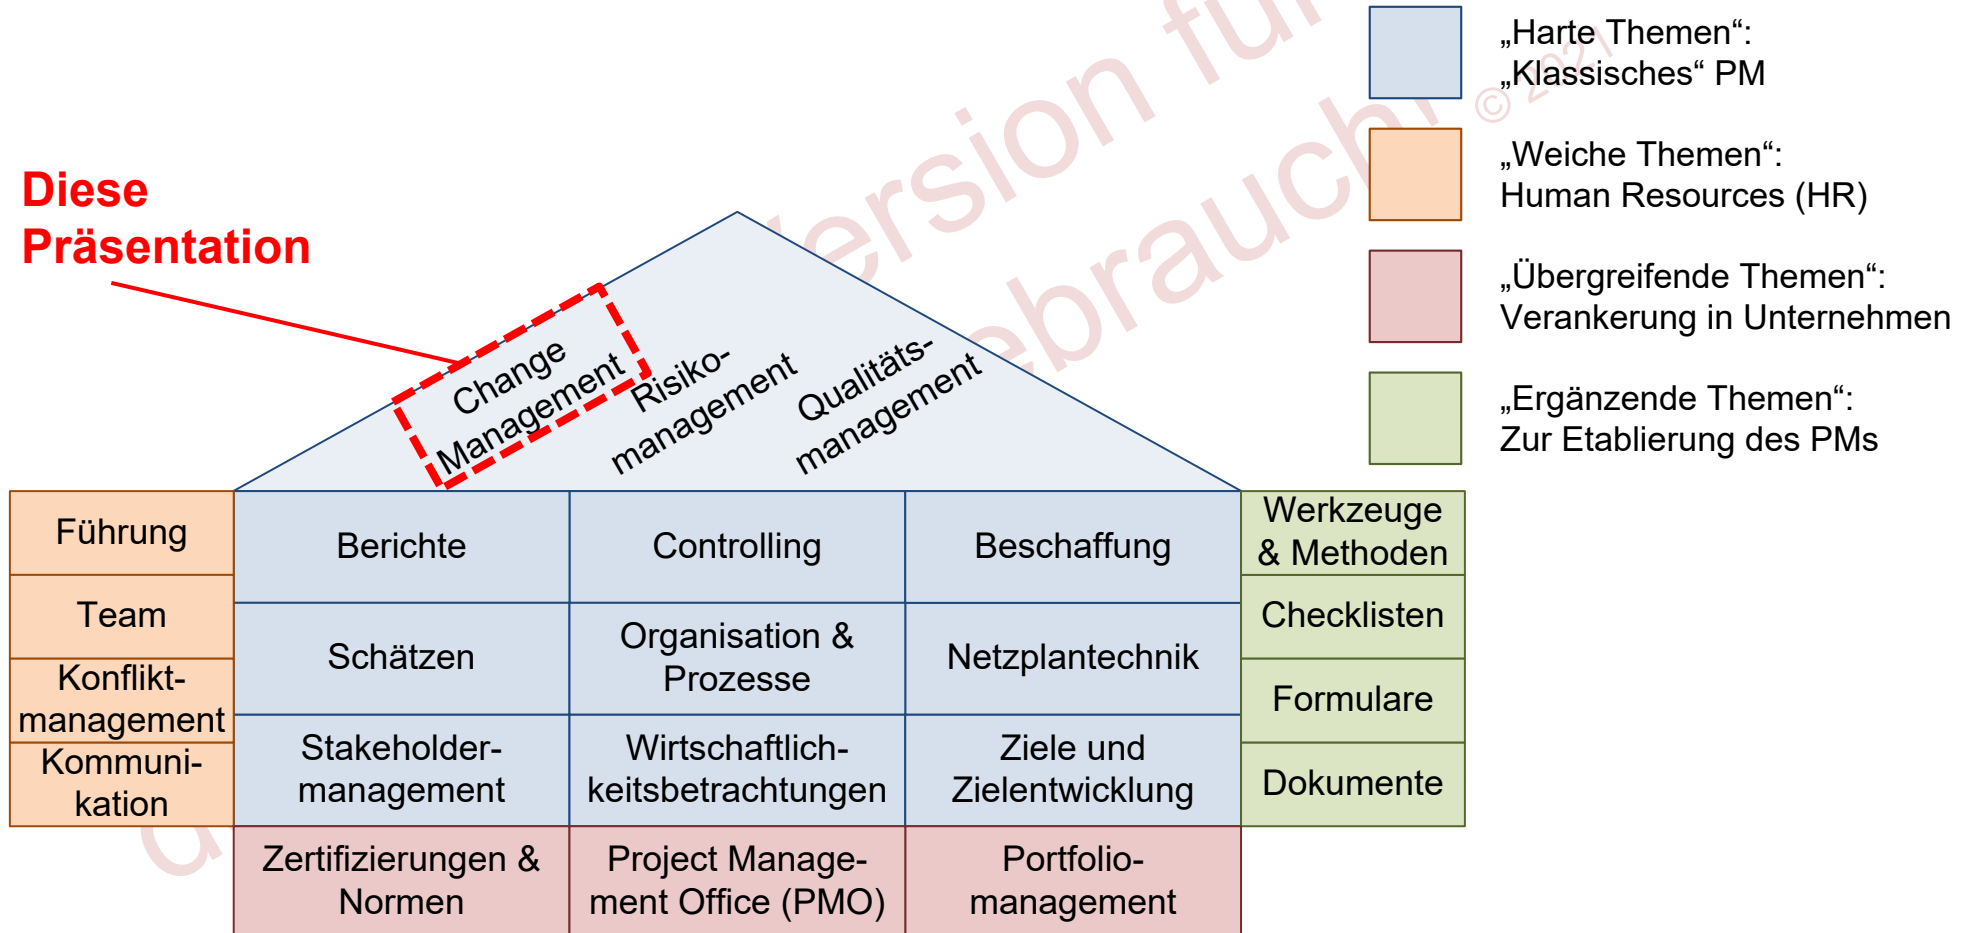 „Harte Themen“:
„Klassisches“ PM
„Weiche Themen“:
Human Resources (HR)
„Übergreifende Themen“:
Verankerung in Unternehmen
„Ergänzende Themen“:
Zur Etablierung des PMs
Diese
Präsentation
Change
Management
Risiko-
management
Qualitäts-
management
Führung
Team
Konflikt-
management
Kommuni-
kation
Berichte
Controlling
Beschaffung
Schätzen
Organisation &
Prozesse
Netzplantechnik
Stakeholder-
management
Wirtschaftlich-
keitsbetrachtungen
Ziele und
Zielentwicklung
Werkzeuge
& Methoden
Checklisten
Formulare
Dokumente
Zertifizierungen &
Normen
Project Manage-
ment Office (PMO)
Portfolio-
management
© 2021